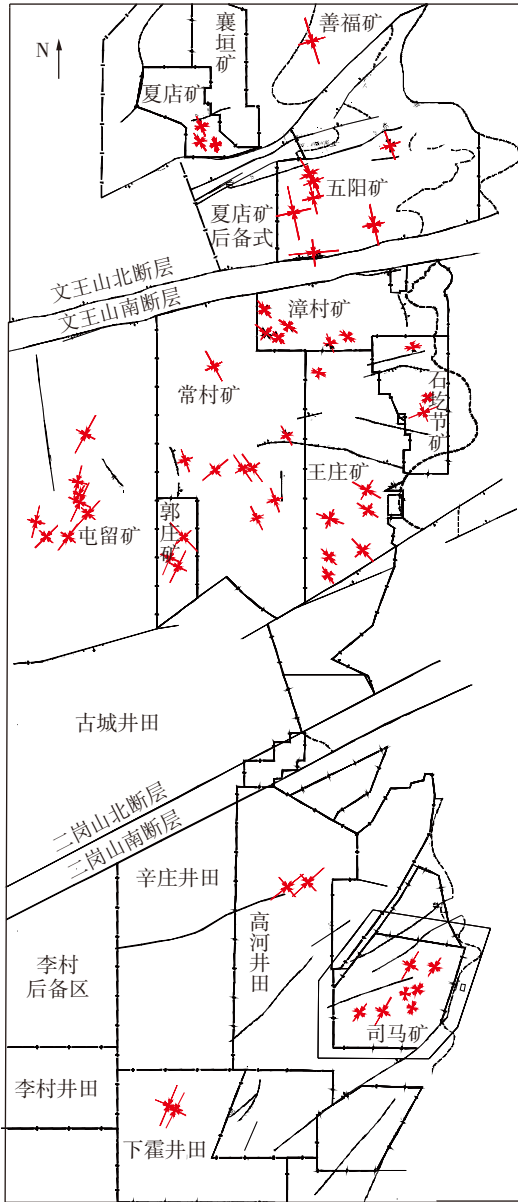 襄垣矿
善福矿
N
夏店矿
五阳矿
夏店矿
后备式
文王山北断层
文王山南断层
漳村矿
常村矿
石圪节矿
王庄矿
郭庄矿
屯留矿
古城井田
二岗山北断层
二岗山南断层
辛庄井田
高河井田
李村
后备区
司马矿
李村井田
下霍井田